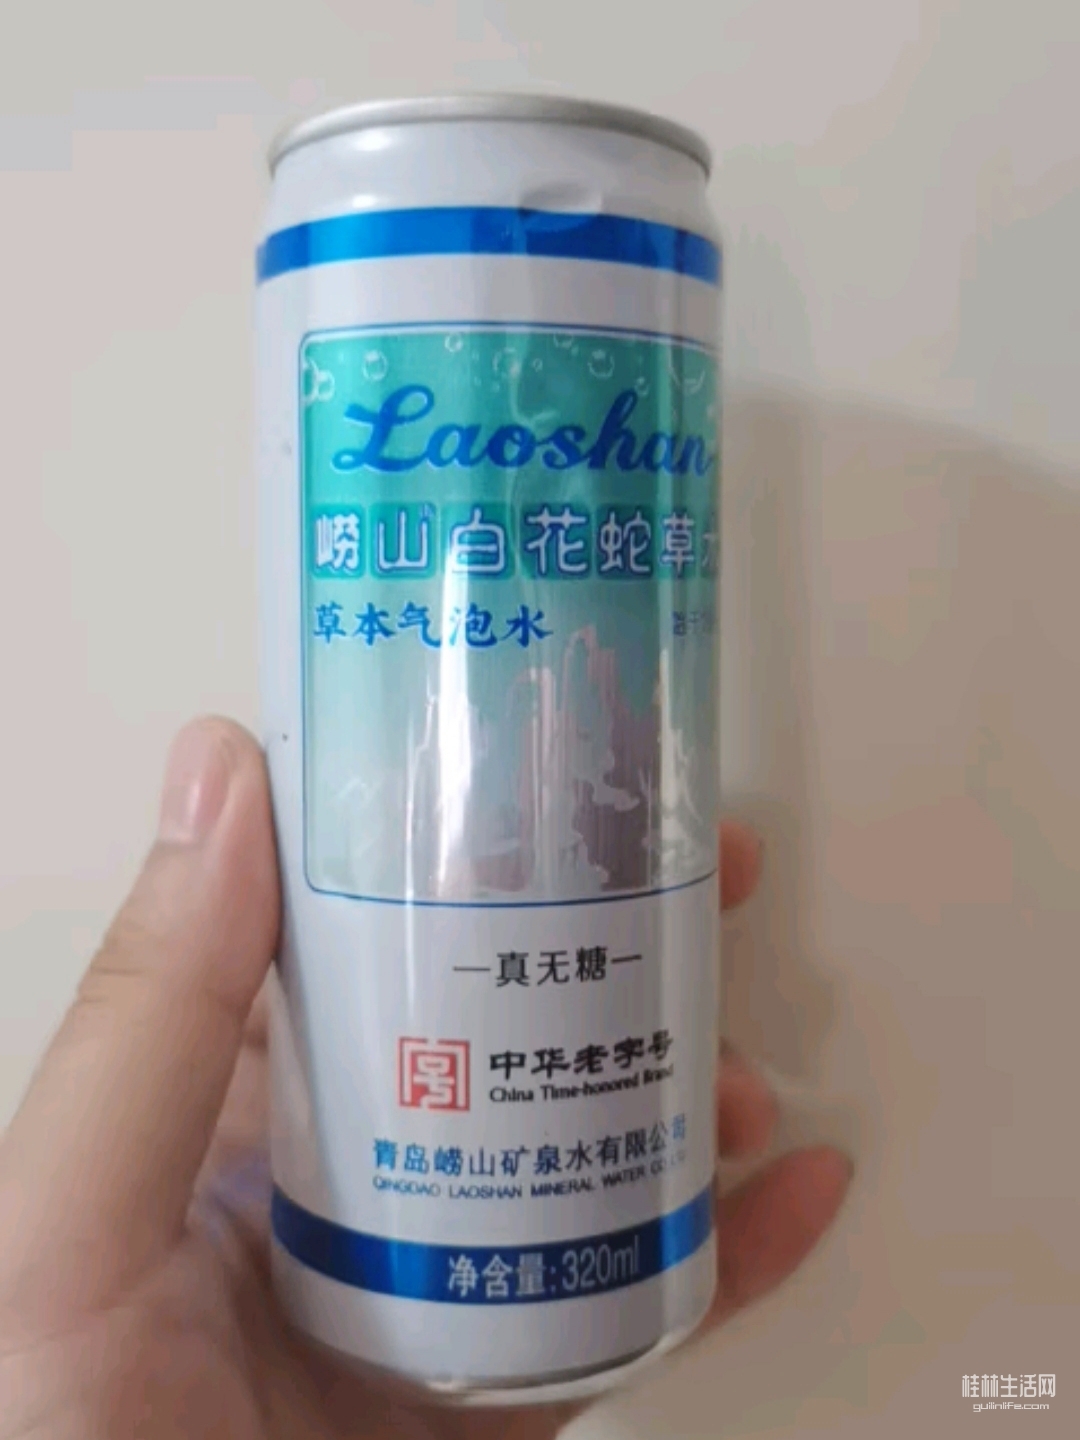 Laoshan
崂山白花蛇草
草本气泡水
—真无糖—
中华老字号
China Time-honored Brand
青岛崂山矿泉水有限公司
QINGDAO LAOSHAN MINERAL WATER CO
净含量:320ml
桂林生活网
guilinlife.com